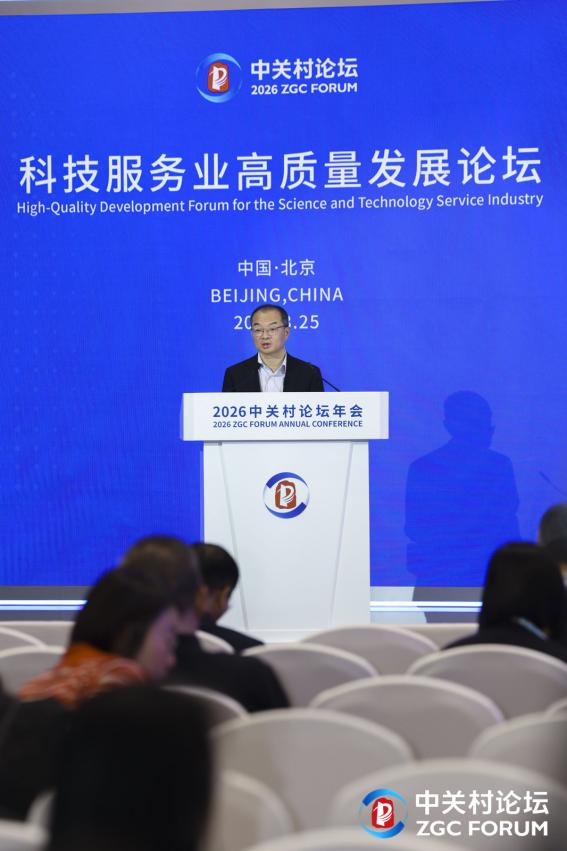 中关村论坛
2026 ZGC FORUM
科技服务业高质量发展论坛
High-Quality Development Forum for the Science and Technology Service Industry
中国·北京
BEIJING,CHINA
2026中关村论坛年会
2026 ZGC FORUM ANNUAL CONFERENCE
中关村论坛
ZGC FORUM